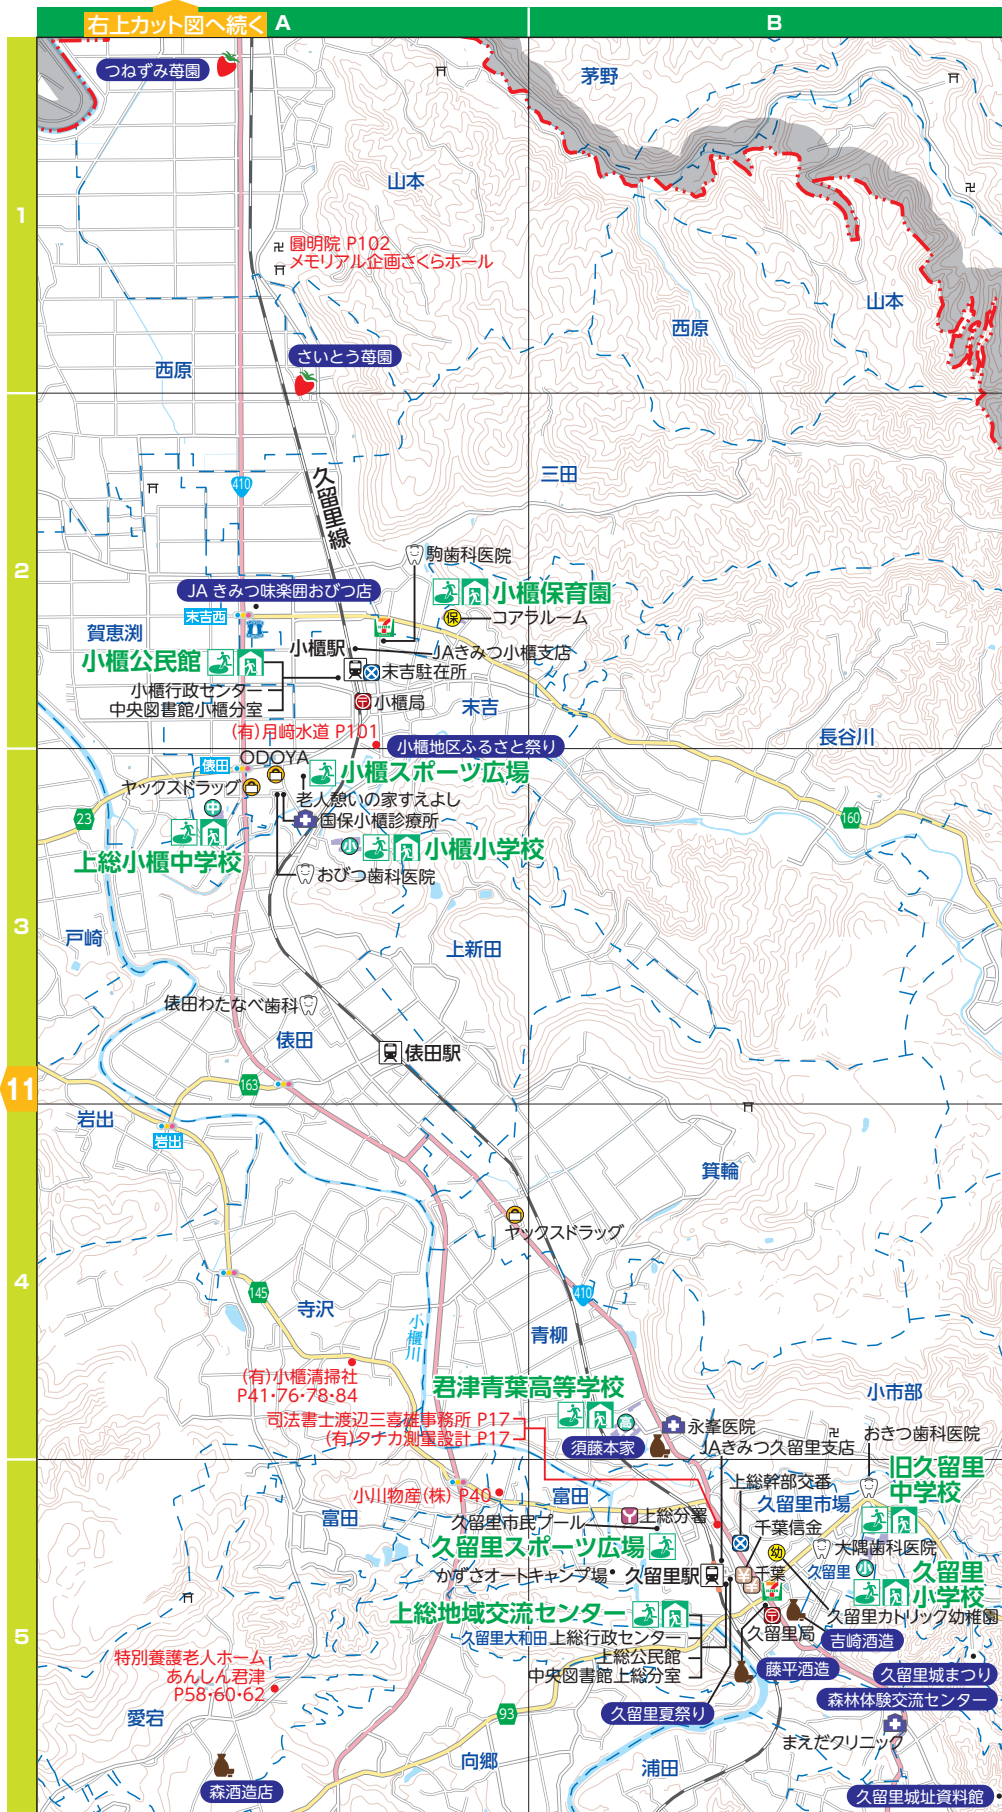 右上カット図へ続く
A
B
つねずみ苺園
茅野
山本
1
圓明院 P102
メモリアル企画さくらホール
山本
西原
さいとう苺園
西原
三田
410
久留里線
2
駒歯科医院
小櫃保育園
JAきみつ味楽囲おびつ店
末吉西
保
コアラルーム
賀恵渕
小櫃駅
JAきみつ小櫃支店
小櫃公民館
末吉駐在所
小櫃行政センター
中央図書館小櫃分室
小櫃局
末吉
(有)月﨑水道 P101
小櫃地区ふるさと祭り
長谷川
俵田
ODOYA
小櫃スポーツ広場
ヤックスドラッグ
老人憩いの家すえよし
23
中
国保小櫃診療所
160
上総小櫃中学校
小
小櫃小学校
おびつ歯科医院
3
戸崎
上新田
俵田わたなべ歯科
俵田
俵田駅
11
163
岩出
岩出
箕輪
ヤックスドラッグ
4
145
寺沢
410
小櫃川
青柳
(有)小櫃清掃社
P41・76・78・84
君津青葉高等学校
小市部
司法書士渡辺三喜雄事務所 P17
(有)タナカ測量設計 P17
高
須藤本家
永峯医院
JAきみつ久留里支店
おきつ歯科医院
旧久留里
中学校
上総幹部交番
小川物産(株) P40
富田
久留里市場
富田
久留里市民プール
上総分署
千葉信金
久留里スポーツ広場
幼
大隅歯科医院
かずさオートキャンプ場
久留里駅
千葉
久留里
小
久留里
小学校
上総地域交流センター
久留里カトリック幼稚園
5
久留里大和田
上総行政センター
久留里局
吉崎酒造
上総公民館
中央図書館上総分室
特別養護老人ホーム
あんしん君津
P58・60・62
藤平酒造
久留里城まつり
森林体験交流センター
愛宕
93
久留里夏祭り
まえだクリニック
向郷
浦田
森酒造店
久留里城址資料館